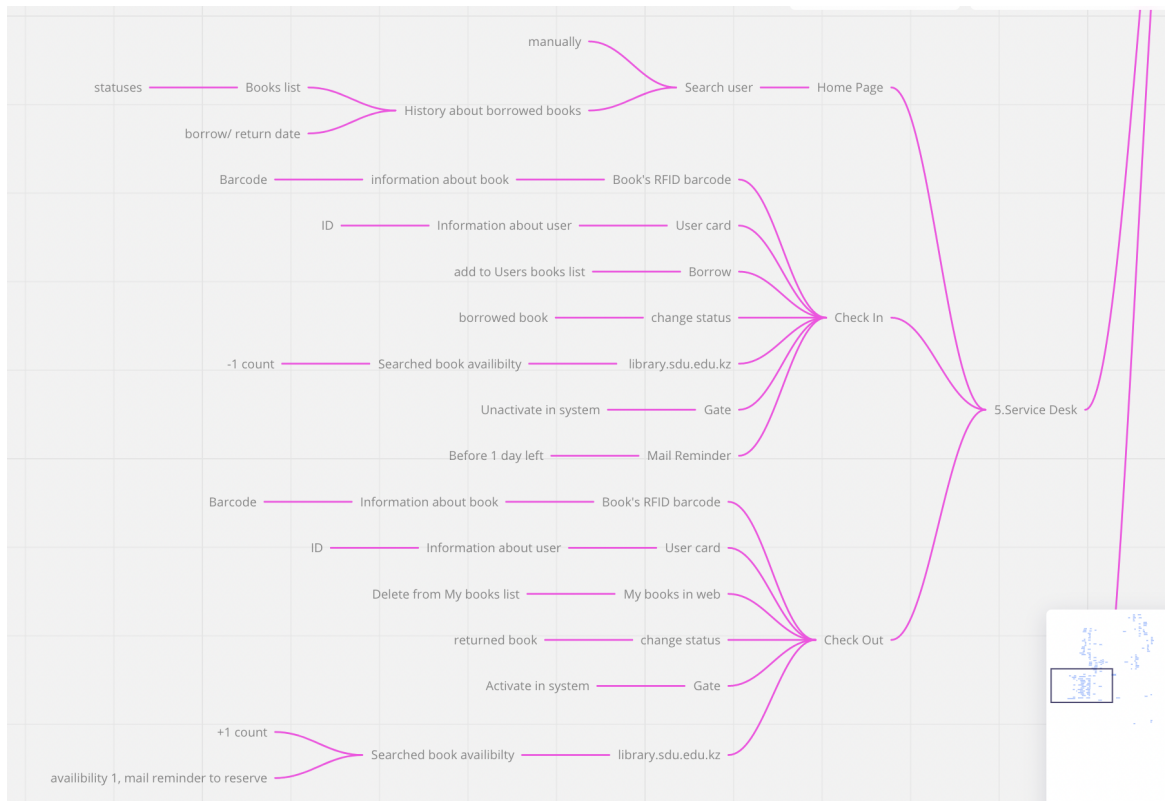 manually
statuses
Books list
Search user
Home Page
History about borrowed books
borrow/ return date
Barcode
information about book
Book's RFID barcode
ID
Information about user
User card
add to Users books list
Borrow
borrowed book
change status
Check In
-1 count
Searched book availibilty
library.sdu.edu.kz
Unactivate in system
Gate
5.Service Desk
Before 1 day left
Mail Reminder
Barcode
Information about book
Book's RFID barcode
ID
Information about user
User card
Delete from My books list
My books in web
returned book
change status
Check Out
Activate in system
Gate
+1 count
Searched book availibilty
library.sdu.edu.kz
availibility 1, mail reminder to reserve